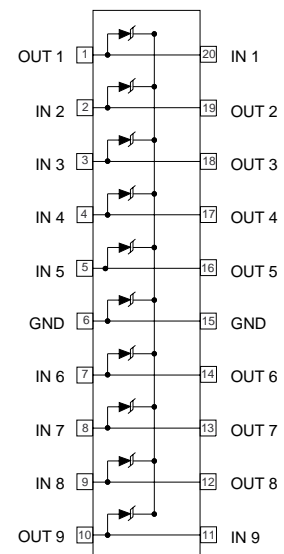 OUT 1 1 20 IN 1
IN 2 2 19 OUT 2
IN 3 3 18 OUT 3
IN 4 4 17 OUT 4
IN 5 5 16 OUT 5
GND 6 15 GND
IN 6 7 14 OUT 6
IN 7 8 13 OUT 7
IN 8 9 12 OUT 8
OUT 9 10 11 IN 9